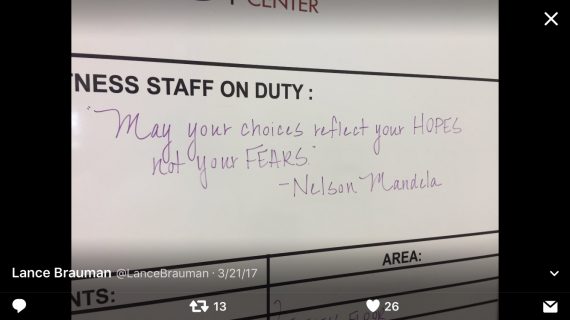 CENTER
TNESS STAFF ON DUTY:
"May your choices reflect your HOPES
not your FEARS."
-Nelson Mandela
AREA:
Lance Brauman @LanceBrauman · 3/21/17
NTS:
13
26